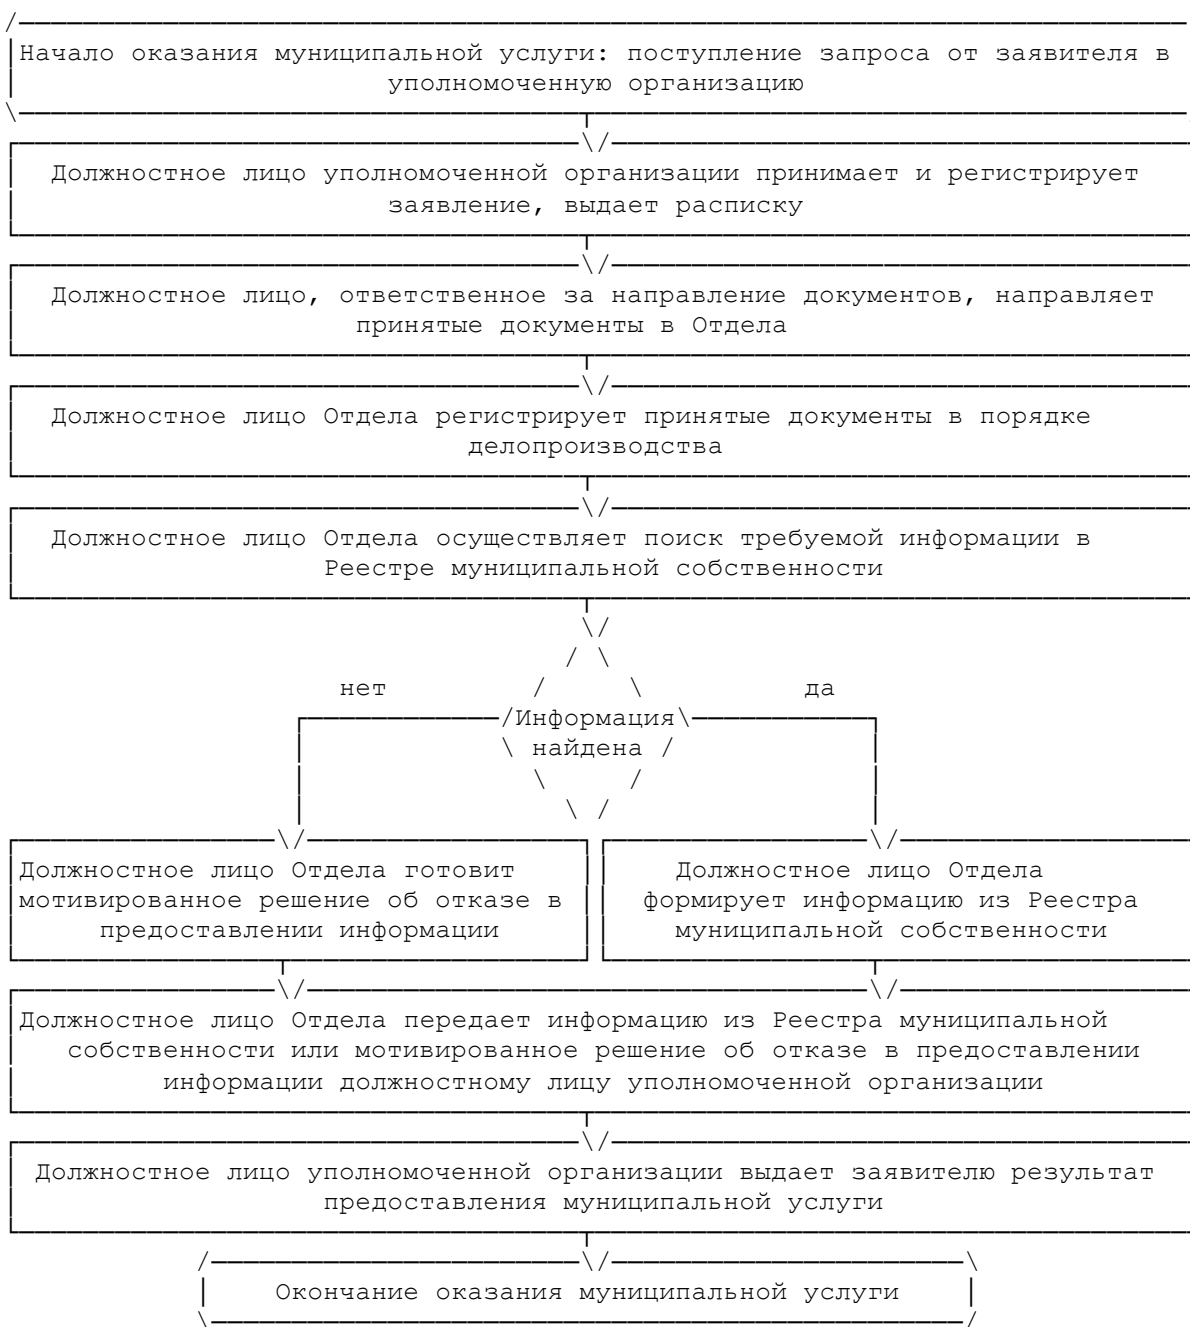 Начало оказания муниципальной услуги: поступление запроса от заявителя в
уполномоченную организацию
Должностное лицо уполномоченной организации принимает и регистрирует
заявление, выдает расписку
Должностное лицо, ответственное за направление документов, направляет
принятые документы в Отдела
Должностное лицо Отдела регистрирует принятые документы в порядке
делопроизводства
Должностное лицо Отдела осуществляет поиск требуемой информации в
Реестре муниципальной собственности
нет
да
Информация
найдена
Должностное лицо Отдела готовит
мотивированное решение об отказе в
предоставлении информации
Должностное лицо Отдела
формирует информацию из Реестра
муниципальной собственности
Должностное лицо Отдела передает информацию из Реестра муниципальной
собственности или мотивированное решение об отказе в предоставлении
информации должностному лицу уполномоченной организации
Должностное лицо уполномоченной организации выдает заявителю результат
предоставления муниципальной услуги
Окончание оказания муниципальной услуги